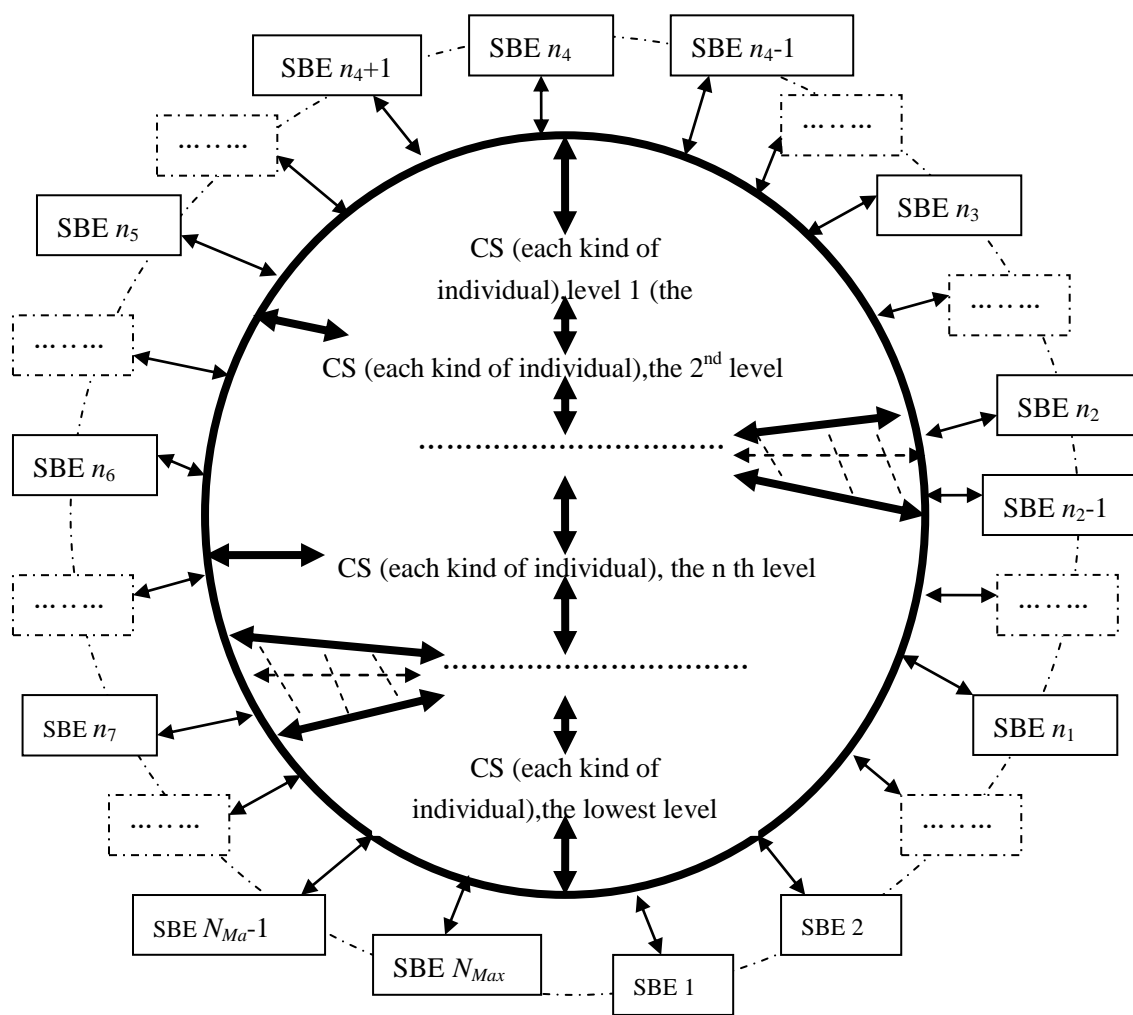 SBE n₄
SBE n₄-1
SBE n₄+1
……..…
……..…
SBE n₃
SBE n₅
CS (each kind of
individual),level 1 (the
……..…
……..…
CS (each kind of individual),the 2ⁿᵈ level
SBE n₂
………………………………
SBE n₆
SBE n₂-1
CS (each kind of individual), the n th level
……..…
……..…
………………………………
SBE n₇
SBE n₁
CS (each kind of
individual),the lowest level
……..…
……..…
SBE N_Ma-1
SBE 2
SBE N_Max
SBE 1